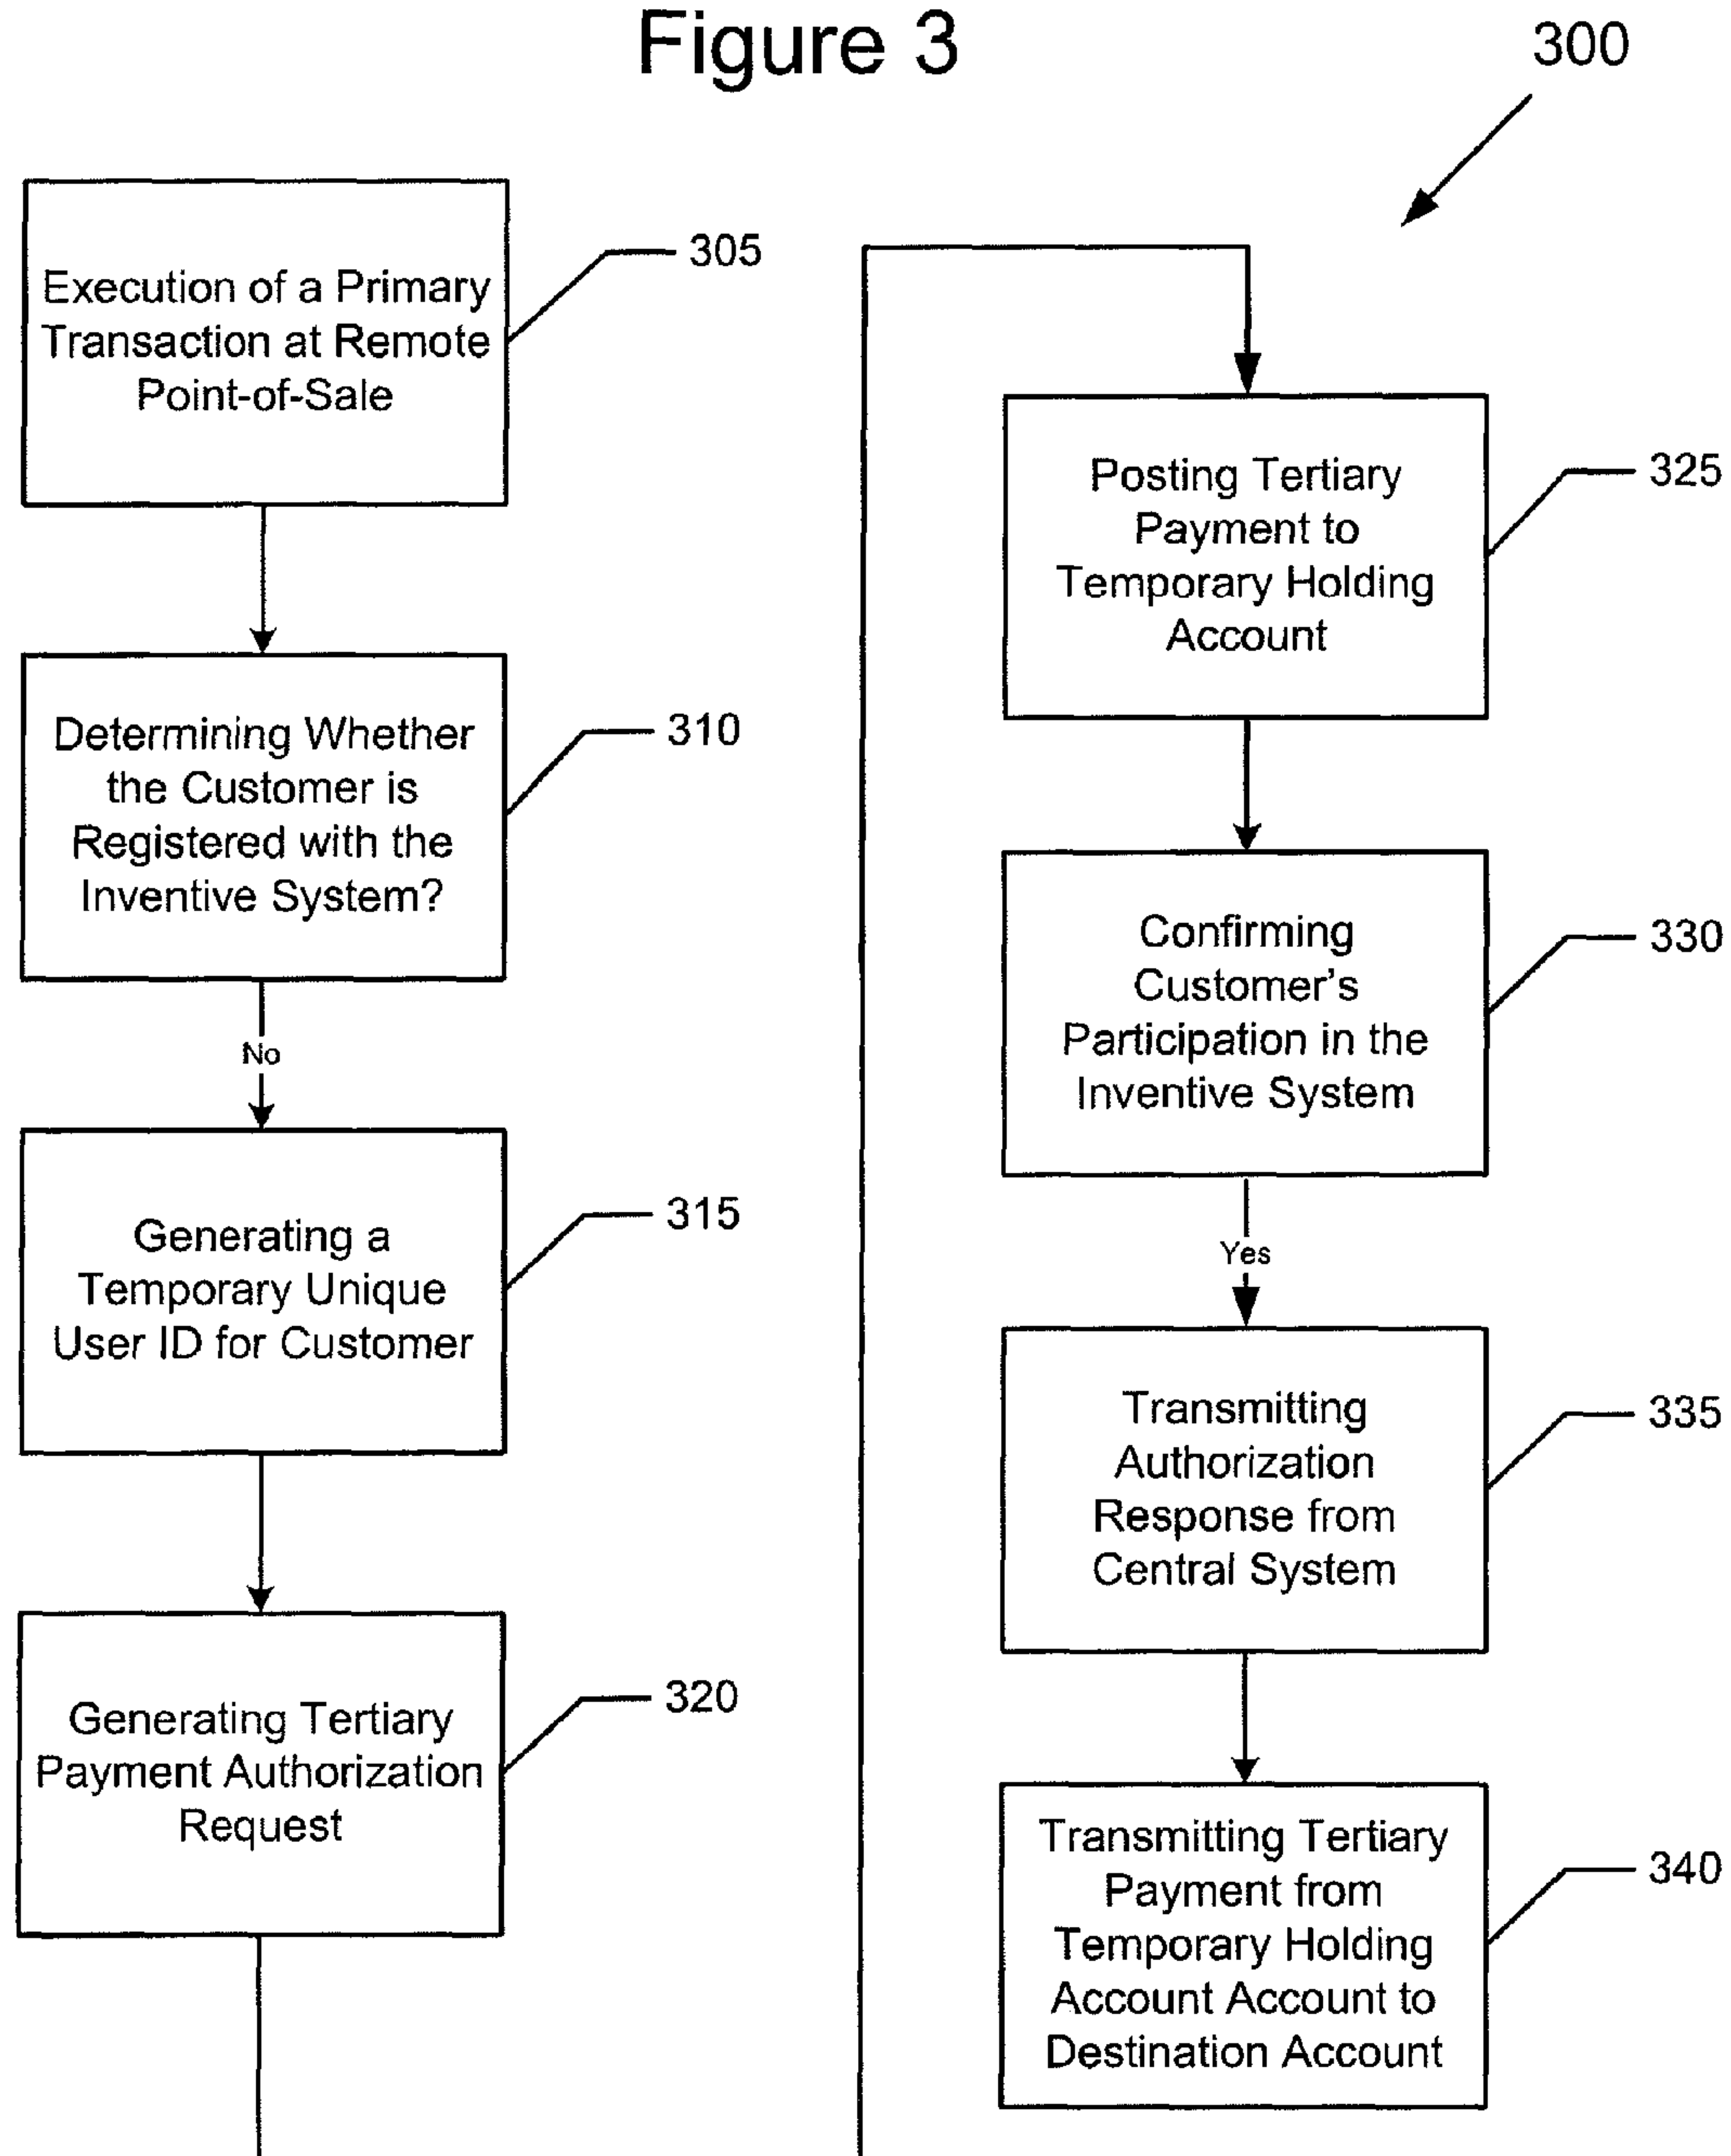 Figure 3
300
Execution of a Primary
Transaction at Remote
Point-of-Sale
305
Determining Whether
the Customer is
Registered with the
Inventive System?
310
No
Generating a
Temporary Unique
User ID for Customer
315
Generating Tertiary
Payment Authorization
Request
320
Posting Tertiary
Payment to
Temporary Holding
Account
325
Confirming
Customer's
Participation in the
Inventive System
330
Yes
Transmitting
Authorization
Response from
Central System
335
Transmitting Tertiary
Payment from
Temporary Holding
Account Account to
Destination Account
340